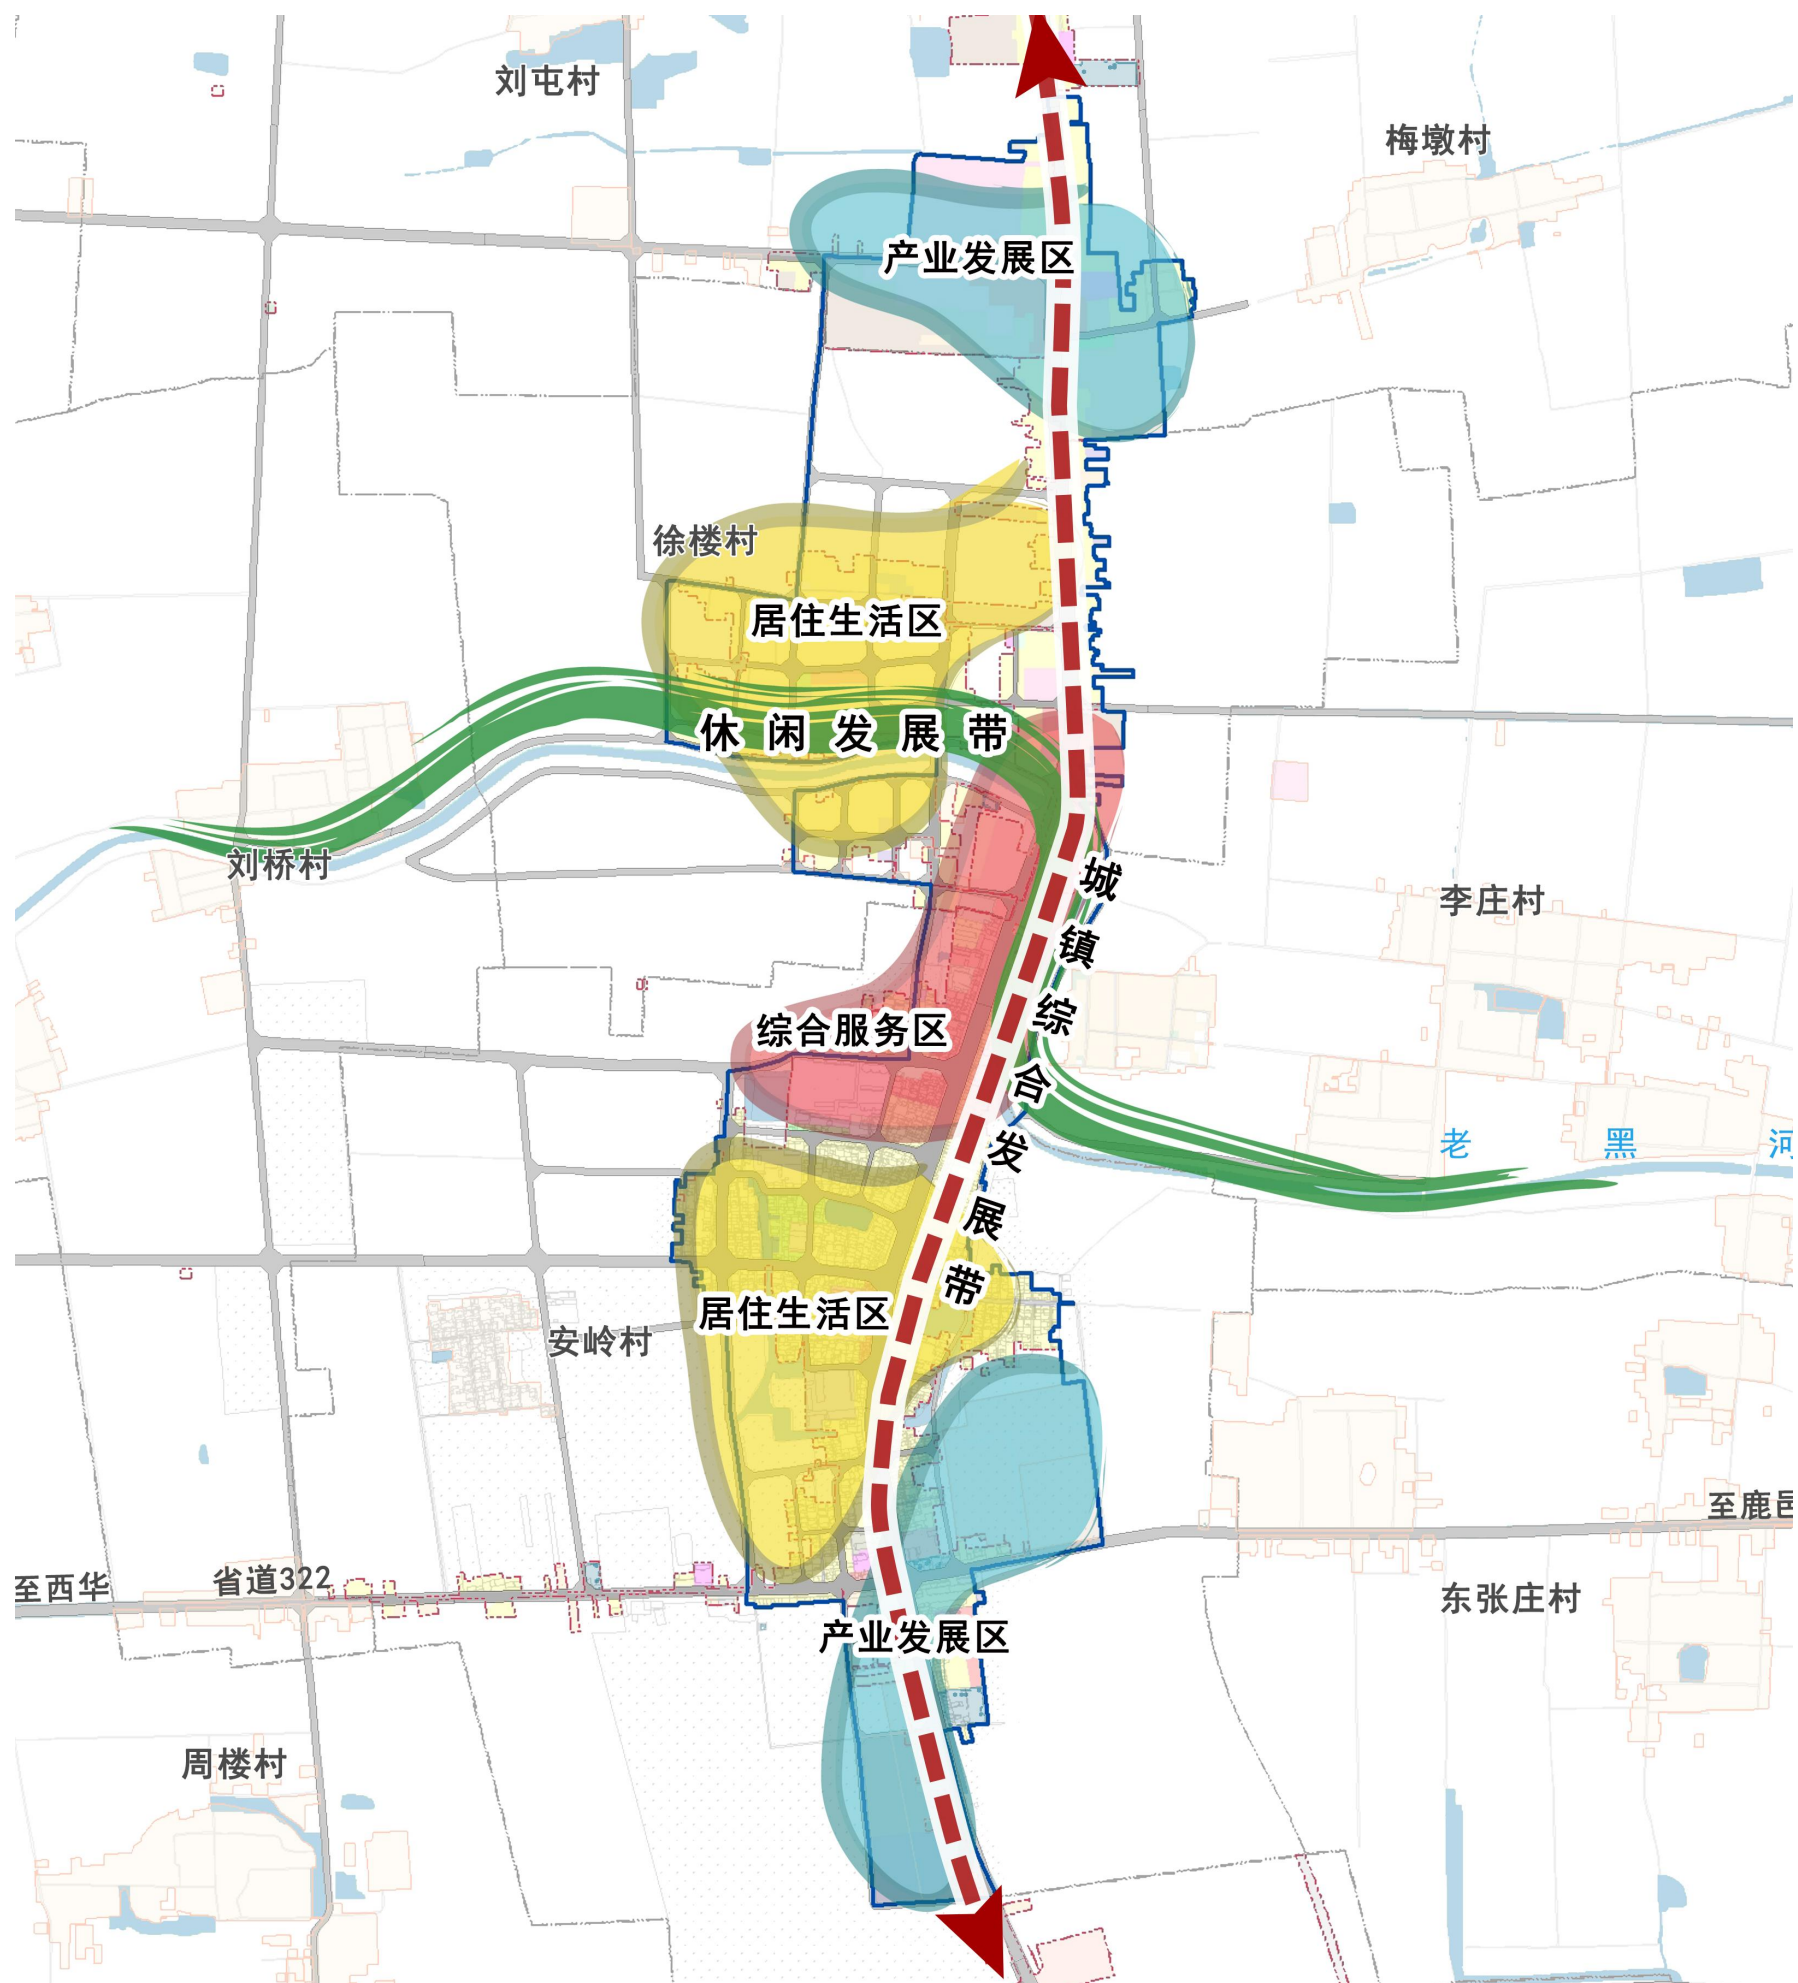 刘屯村
梅墩村
产业发展区
徐楼村
居住生活区
休闲发展带
刘桥村
城镇综合发展带
李庄村
综合服务区
老黑河
居住生活区
安岭村
至鹿邑
省道322
至西华
东张庄村
产业发展区
周楼村